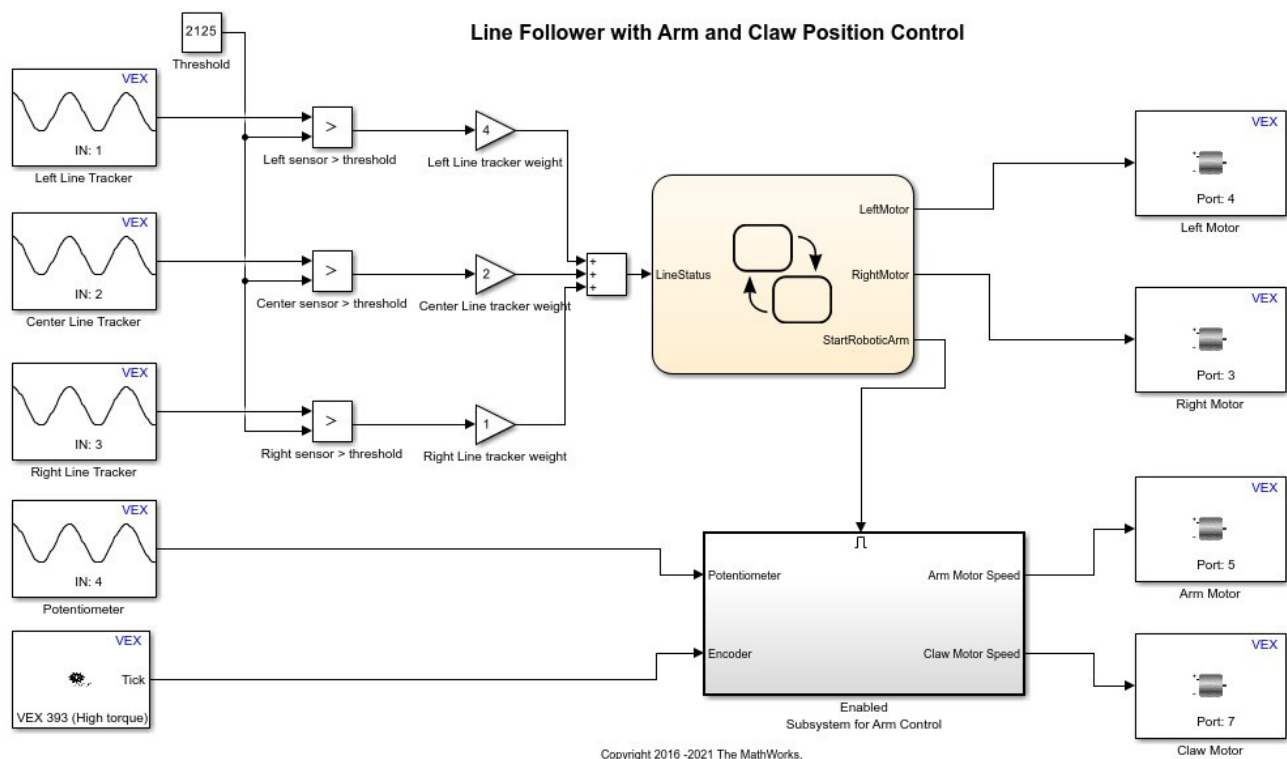 Line Follower with Arm and Claw Position Control
2125
Threshold
VEX
IN: 1
Left Line Tracker
>
Left sensor > threshold
4
Left Line tracker weight
VEX
IN: 2
Center Line Tracker
>
Center sensor > threshold
2
Center Line tracker weight
VEX
IN: 3
Right Line Tracker
>
Right sensor > threshold
1
Right Line tracker weight
+
+
+
LineStatus
LeftMotor
RightMotor
StartRoboticArm
VEX
Port: 4
Left Motor
VEX
Port: 3
Right Motor
VEX
IN: 4
Potentiometer
VEX
Tick
VEX 393 (High torque)
Potentiometer
Encoder
Arm Motor Speed
Claw Motor Speed
Enabled
Subsystem for Arm Control
VEX
Port: 5
Arm Motor
VEX
Port: 7
Claw Motor
Copyright 2016 -2021 The MathWorks.